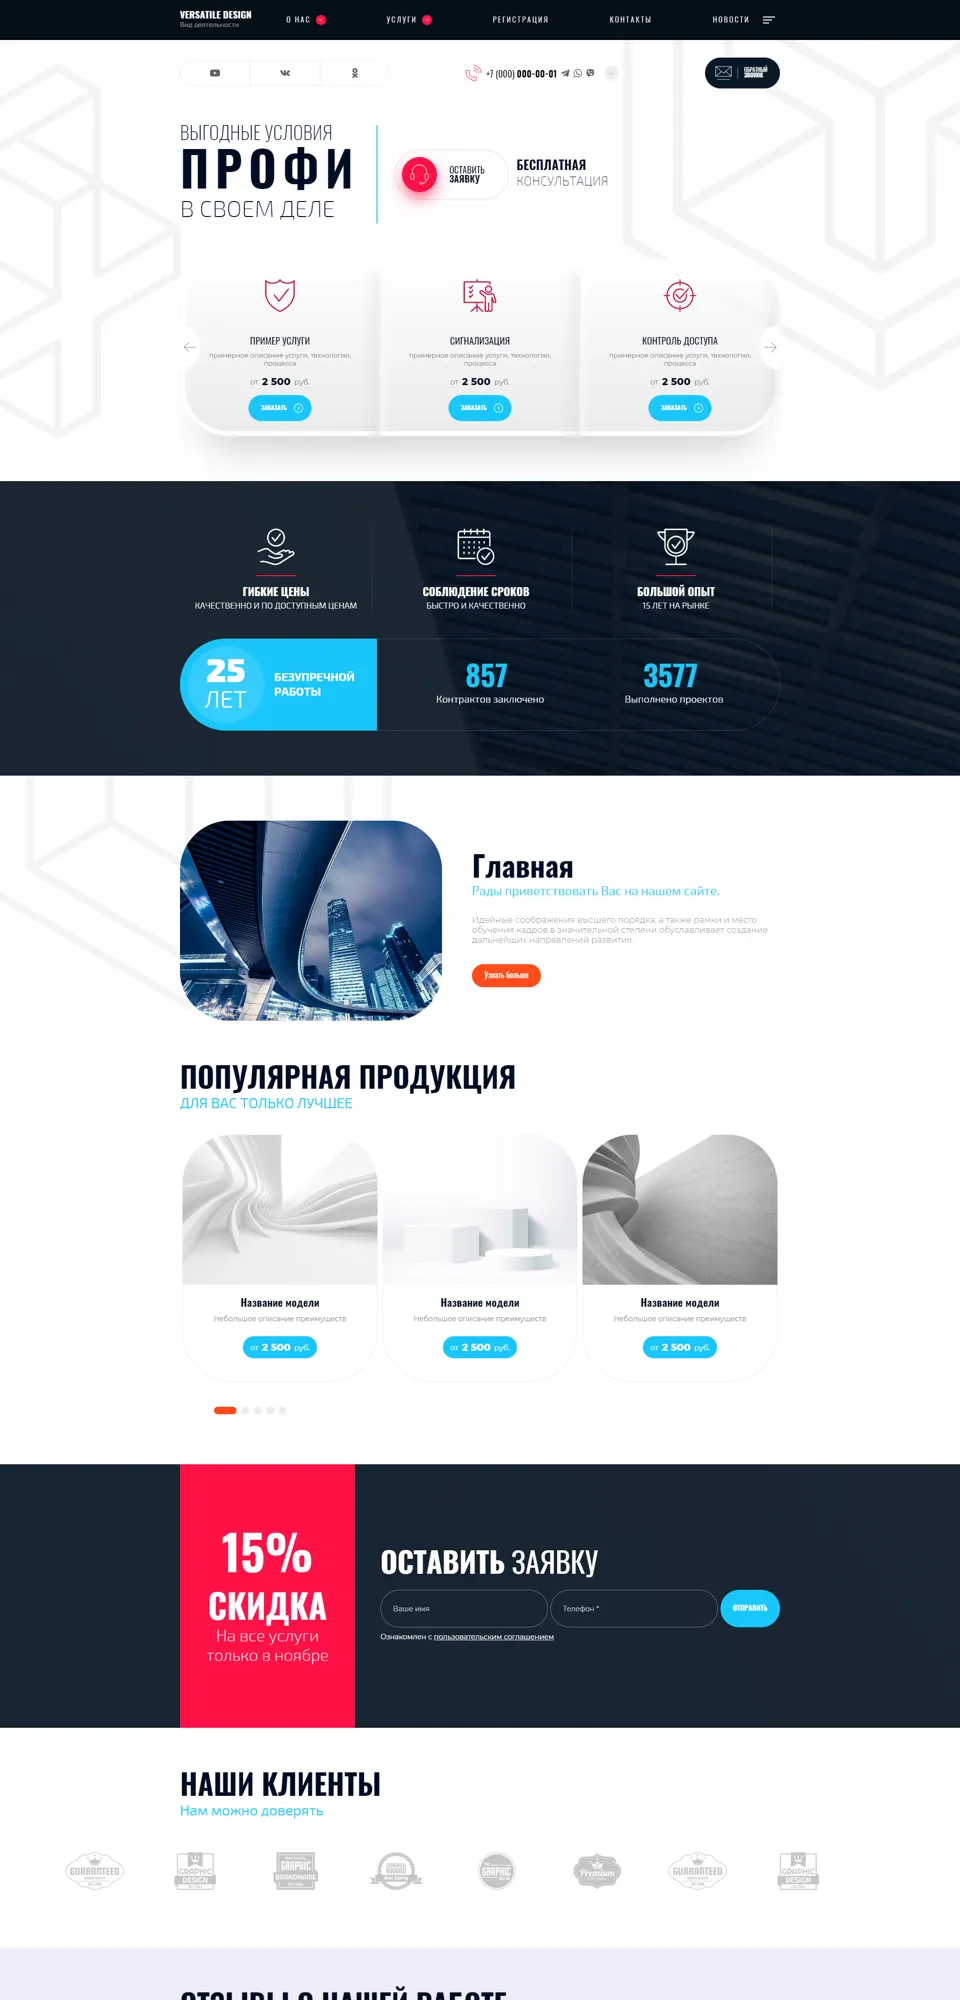 VERSATILE DESIGN
Вид деятельности
О НАС
УСЛУГИ
РЕГИСТРАЦИЯ
КОНТАКТЫ
НОВОСТИ
+7 (000) 000-00-01
ОБРАТНЫЙ
ЗВОНОК
ВЫГОДНЫЕ УСЛОВИЯ
ПРОФИ
В СВОЕМ ДЕЛЕ
ОСТАВИТЬ
ЗАЯВКУ
БЕСПЛАТНАЯ
КОНСУЛЬТАЦИЯ
ПРИМЕР УСЛУГИ
примерное описание услуги, технологии,
процесса
от 2 500 руб.
ЗАКАЗАТЬ
СИГНАЛИЗАЦИЯ
примерное описание услуги, технологии,
процесса
от 2 500 руб.
ЗАКАЗАТЬ
КОНТРОЛЬ ДОСТУПА
примерное описание услуги, технологии,
процесса
от 2 500 руб.
ЗАКАЗАТЬ
ГИБКИЕ ЦЕНЫ
КАЧЕСТВЕННО И ПО ДОСТУПНЫМ ЦЕНАМ
СОБЛЮДЕНИЕ СРОКОВ
БЫСТРО И КАЧЕСТВЕННО
БОЛЬШОЙ ОПЫТ
15 ЛЕТ НА РЫНКЕ
25
ЛЕТ
БЕЗУПРЕЧНОЙ
РАБОТЫ
857
Контрактов заключено
3577
Выполнено проектов
Главная
Рады приветствовать Вас на нашем сайте.
Идейные соображения высшего порядка, а также рамки и место
обучения кадров в значительной степени обуславливает создание
дальнейших направлений развития.
Узнать больше
ПОПУЛЯРНАЯ ПРОДУКЦИЯ
ДЛЯ ВАС ТОЛЬКО ЛУЧШЕЕ
Название модели
Небольшое описание преимуществ
от 2 500 руб.
Название модели
Небольшое описание преимуществ
от 2 500 руб.
Название модели
Небольшое описание преимуществ
от 2 500 руб.
15%
СКИДКА
На все услуги
только в ноябре
ОСТАВИТЬ ЗАЯВКУ
Ваше имя
Телефон *
ОТПРАВИТЬ
Ознакомлен с пользовательским соглашением
НАШИ КЛИЕНТЫ
Нам можно доверять
GUARANTEED
GRAPHIC
DESIGN
GRAPHIC
BRANDNAME
BRAND
GRAPHIC
Premium
GUARANTEED
GRAPHIC
DESIGN
ОТЗЫВЫ О НАШЕЙ РАБОТЕ